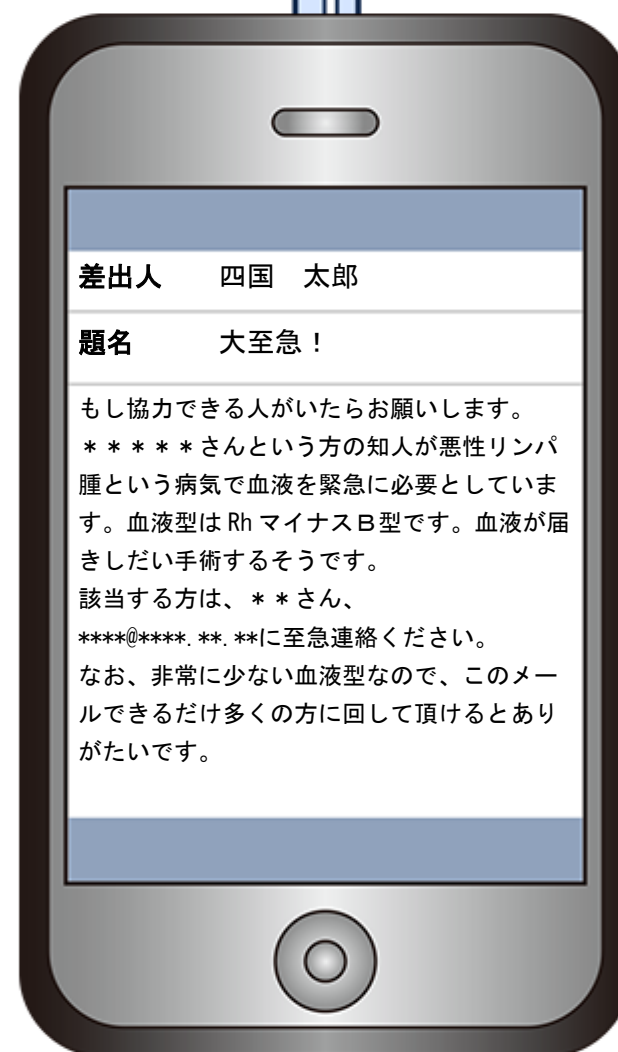 差出人　四国　太郎
題名　大至急！
もし協力できる人がいたらお願いします。
＊＊＊＊＊さんという方の知人が悪性リンパ
腫という病気で血液を緊急に必要としていま
す。血液型は Rh マイナスＢ型です。血液が届
きしだい手術するそうです。
該当する方は、＊＊さん、
****@****.**.**に至急連絡ください。
なお、非常に少ない血液型なので、このメー
ルできるだけ多くの方に回して頂けるとあり
がたいです。